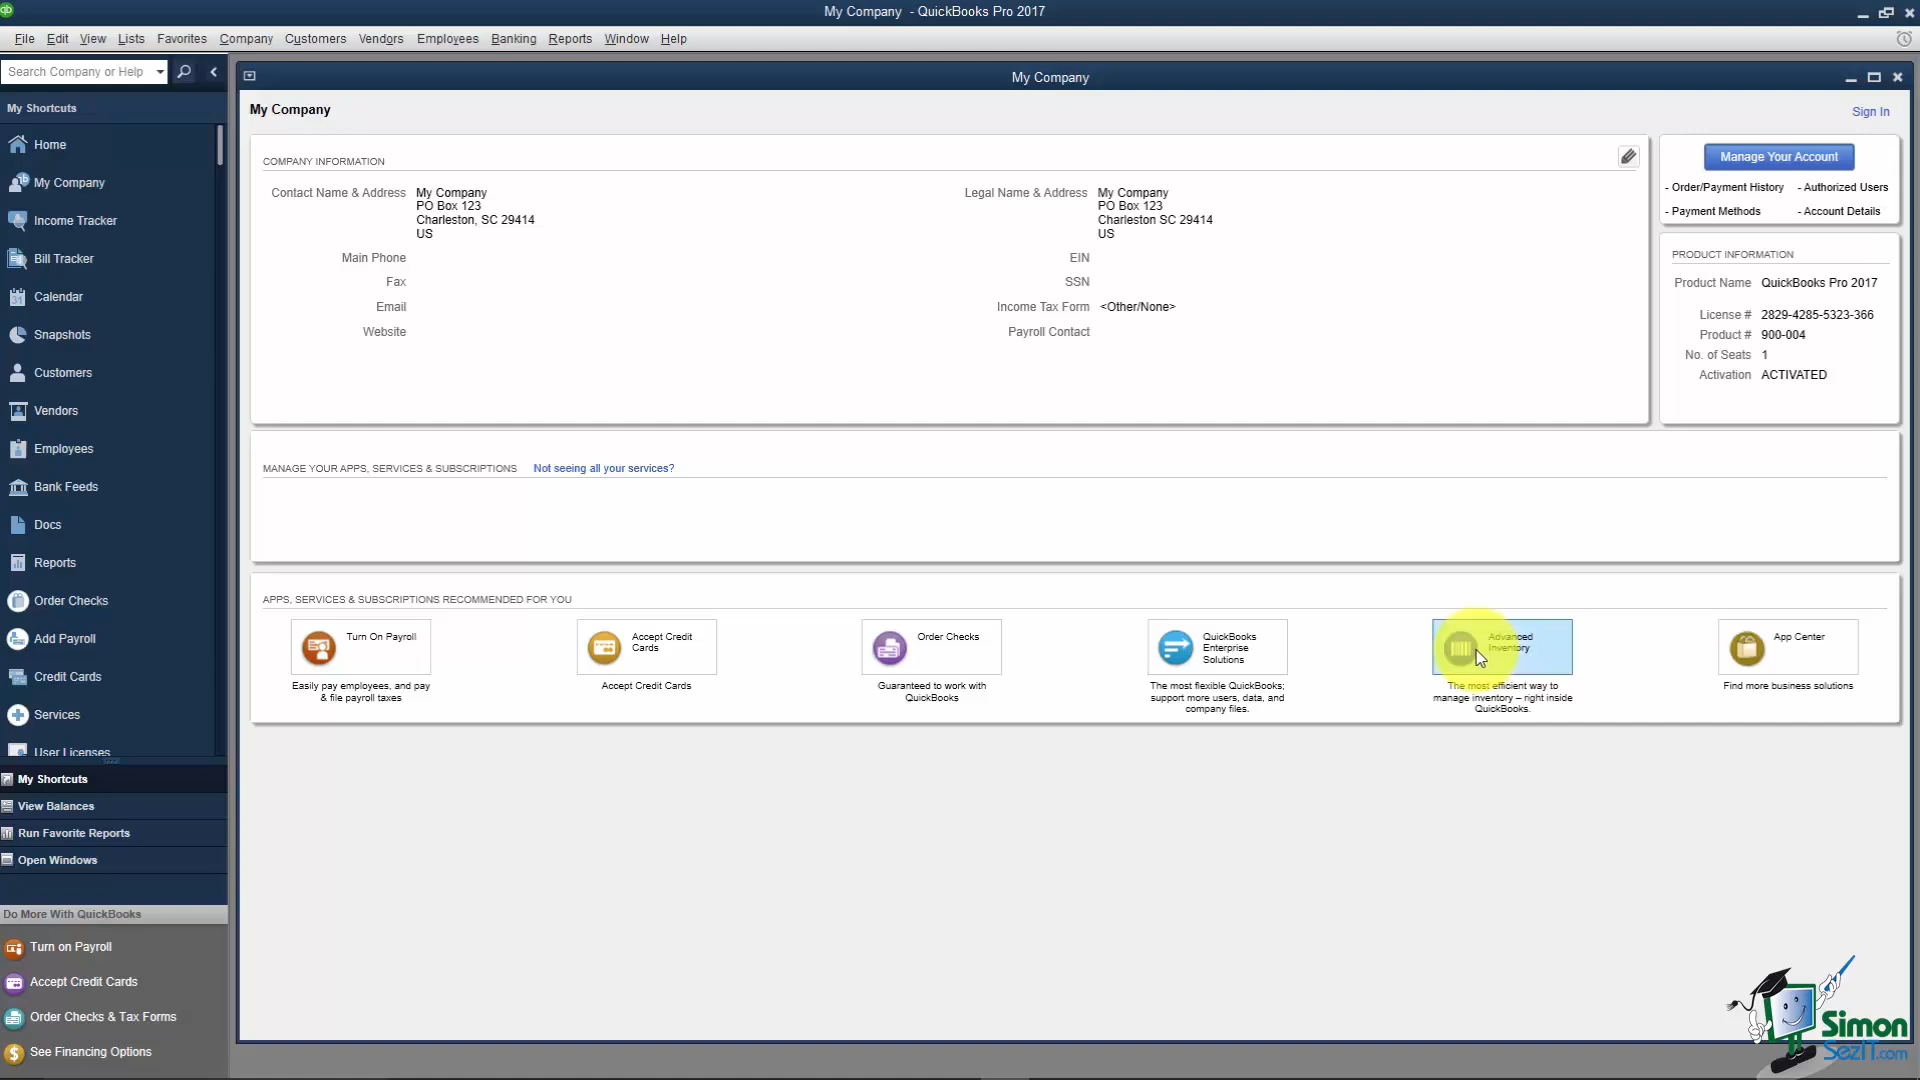 My Company - QuickBooks Pro 2017
File Edit View Lists Favorites Company Customers Vendors Employees Banking Reports Window Help
Search Company or Help
My Shortcuts
Home
My Company
Income Tracker
Bill Tracker
Calendar
Snapshots
Customers
Vendors
Employees
Bank Feeds
Docs
Reports
Order Checks
Add Payroll
Credit Cards
Services
User Licenses
My Shortcuts
View Balances
Run Favorite Reports
Open Windows
Do More With QuickBooks
Turn on Payroll
Accept Credit Cards
Order Checks & Tax Forms
See Financing Options
My Company
My Company
Sign In
COMPANY INFORMATION
Contact Name & Address My Company
PO Box 123
Charleston, SC 29414
US
Main Phone
Fax
Email
Website
Legal Name & Address My Company
PO Box 123
Charleston SC 29414
US
EIN
SSN
Income Tax Form <Other/None>
Payroll Contact
Manage Your Account
- Order/Payment History - Authorized Users
- Payment Methods - Account Details
PRODUCT INFORMATION
Product Name QuickBooks Pro 2017
License # 2829-4285-5323-366
Product # 900-004
No. of Seats 1
Activation ACTIVATED
MANAGE YOUR APPS, SERVICES & SUBSCRIPTIONS Not seeing all your services?
APPS, SERVICES & SUBSCRIPTIONS RECOMMENDED FOR YOU
Turn On Payroll
Easily pay employees, and pay
& file payroll taxes
Accept Credit
Cards
Accept Credit Cards
Order Checks
Guaranteed to work with
QuickBooks
QuickBooks
Enterprise
Solutions
The most flexible QuickBooks;
support more users, data, and
company files.
Advanced
Inventory
The most efficient way to
manage inventory – right inside
QuickBooks.
App Center
Find more business solutions
Simon
SezIT.com